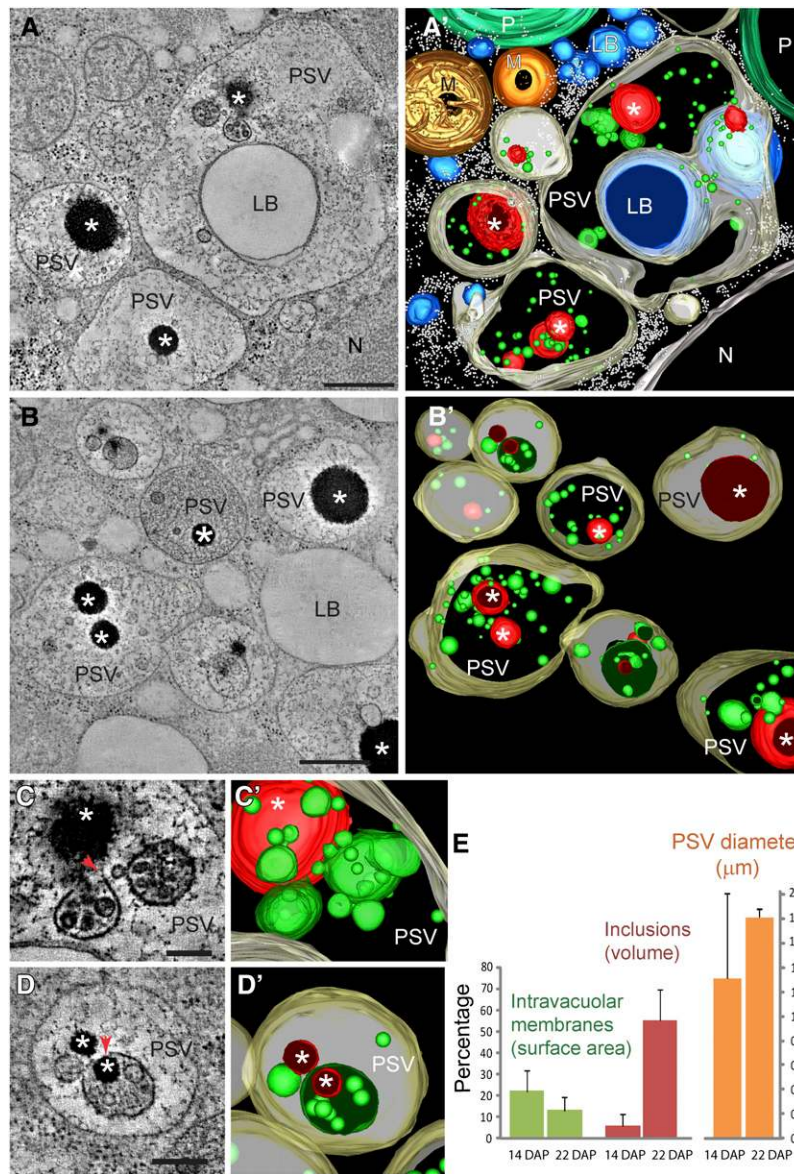 A
PSV
*
LB
*
PSV
PSV
*
N
A'
P
LB
P
M
M
*
PSV
LB
*
PSV
*
N
B
PSV
*
PSV
*
*
*
PSV
LB
*
B'
PSV
*
PSV
*
*
*
PSV
PSV
*
C
*
PSV
C'
*
PSV
D
*
*
PSV
D'
*
*
PSV
E
PSV diamete
(µm)
Inclusions
(volume)
Intravacuolar
membranes
(surface area)
Percentage
80
70
60
50
40
30
20
10
0
14 DAP 22 DAP 14 DAP 22 DAP 14 DAP 22 DAP